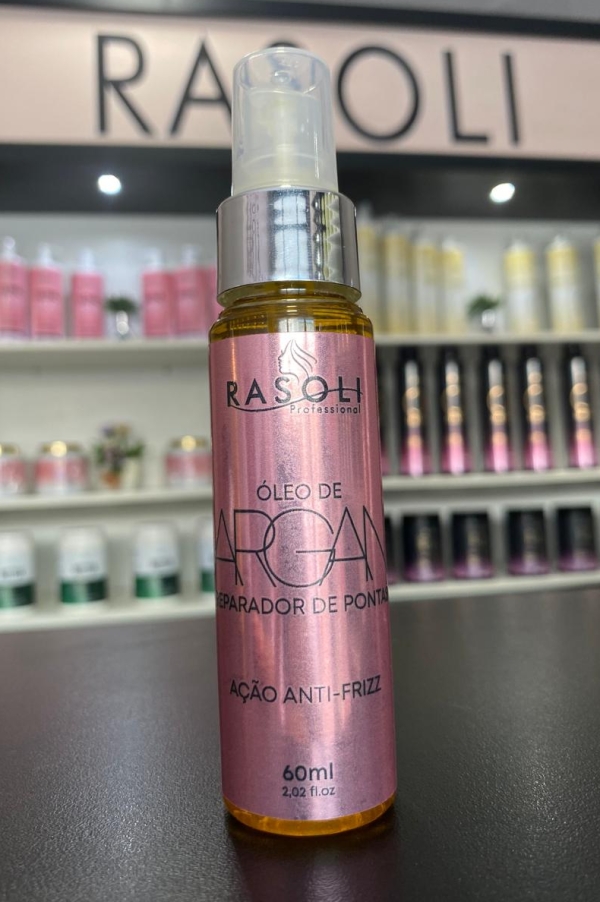 RASOLI
RASOLI
Professional
ÓLEO DE
ARGAN
REPARADOR DE PONTAS
AÇÃO ANTI-FRIZZ
60ml
2,02 fl.oz